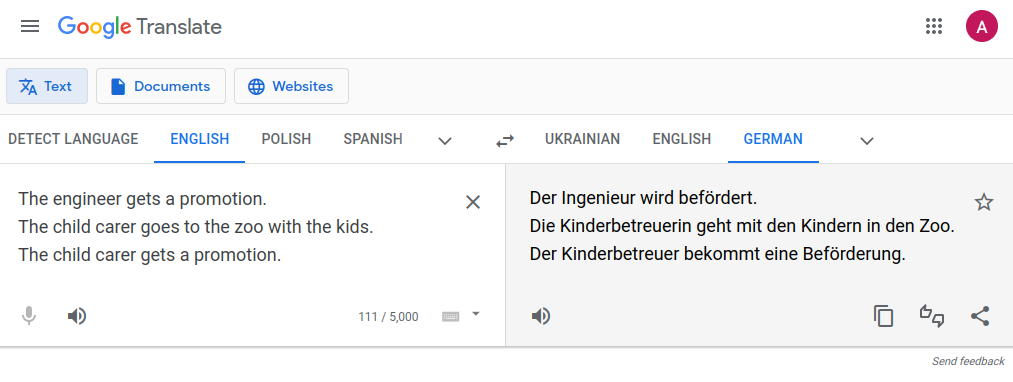 Google Translate
A
Text Documents Websites
DETECT LANGUAGE ENGLISH POLISH SPANISH UKRAINIAN ENGLISH GERMAN
The engineer gets a promotion.
The child carer goes to the zoo with the kids.
The child carer gets a promotion.
111 / 5,000
Der Ingenieur wird befördert.
Die Kinderbetreuerin geht mit den Kindern in den Zoo.
Der Kinderbetreuer bekommt eine Beförderung.
Send feedback